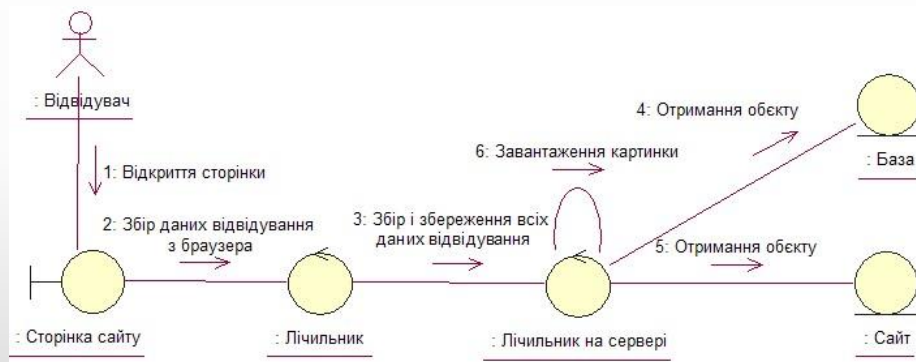 : Відвідувач
1: Відкриття сторінки
2: Збір даних відвідування
з браузера
3: Збір і збереження всіх
даних відвідування
6: Завантаження картинки
4: Отримання обєкту
: База
5: Отримання обєкту
: Сторінка сайту
: Лічильник
: Лічильник на сервері
: Сайт